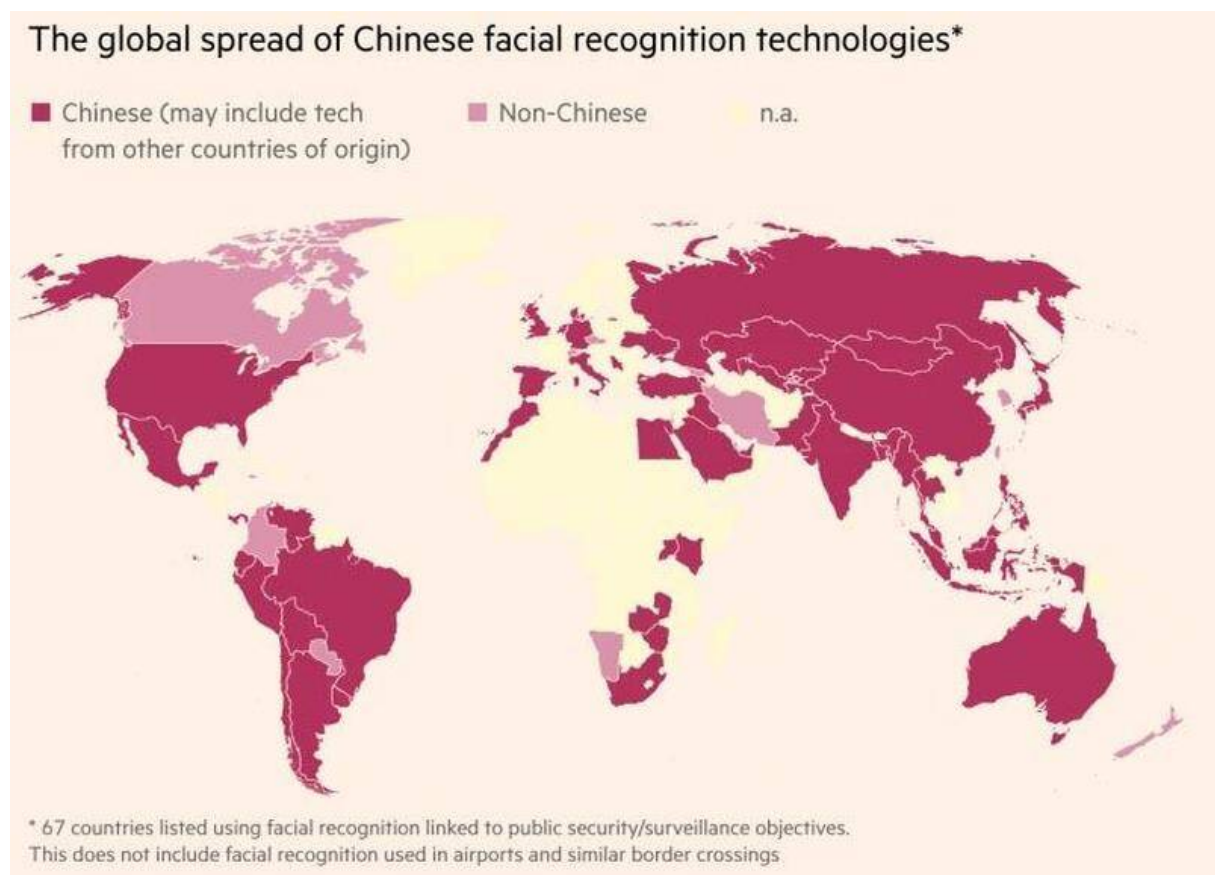 The global spread of Chinese facial recognition technologies*
Chinese (may include tech
from other countries of origin)
Non-Chinese
n.a.
* 67 countries listed using facial recognition linked to public security/surveillance objectives.
This does not include facial recognition used in airports and similar border crossings